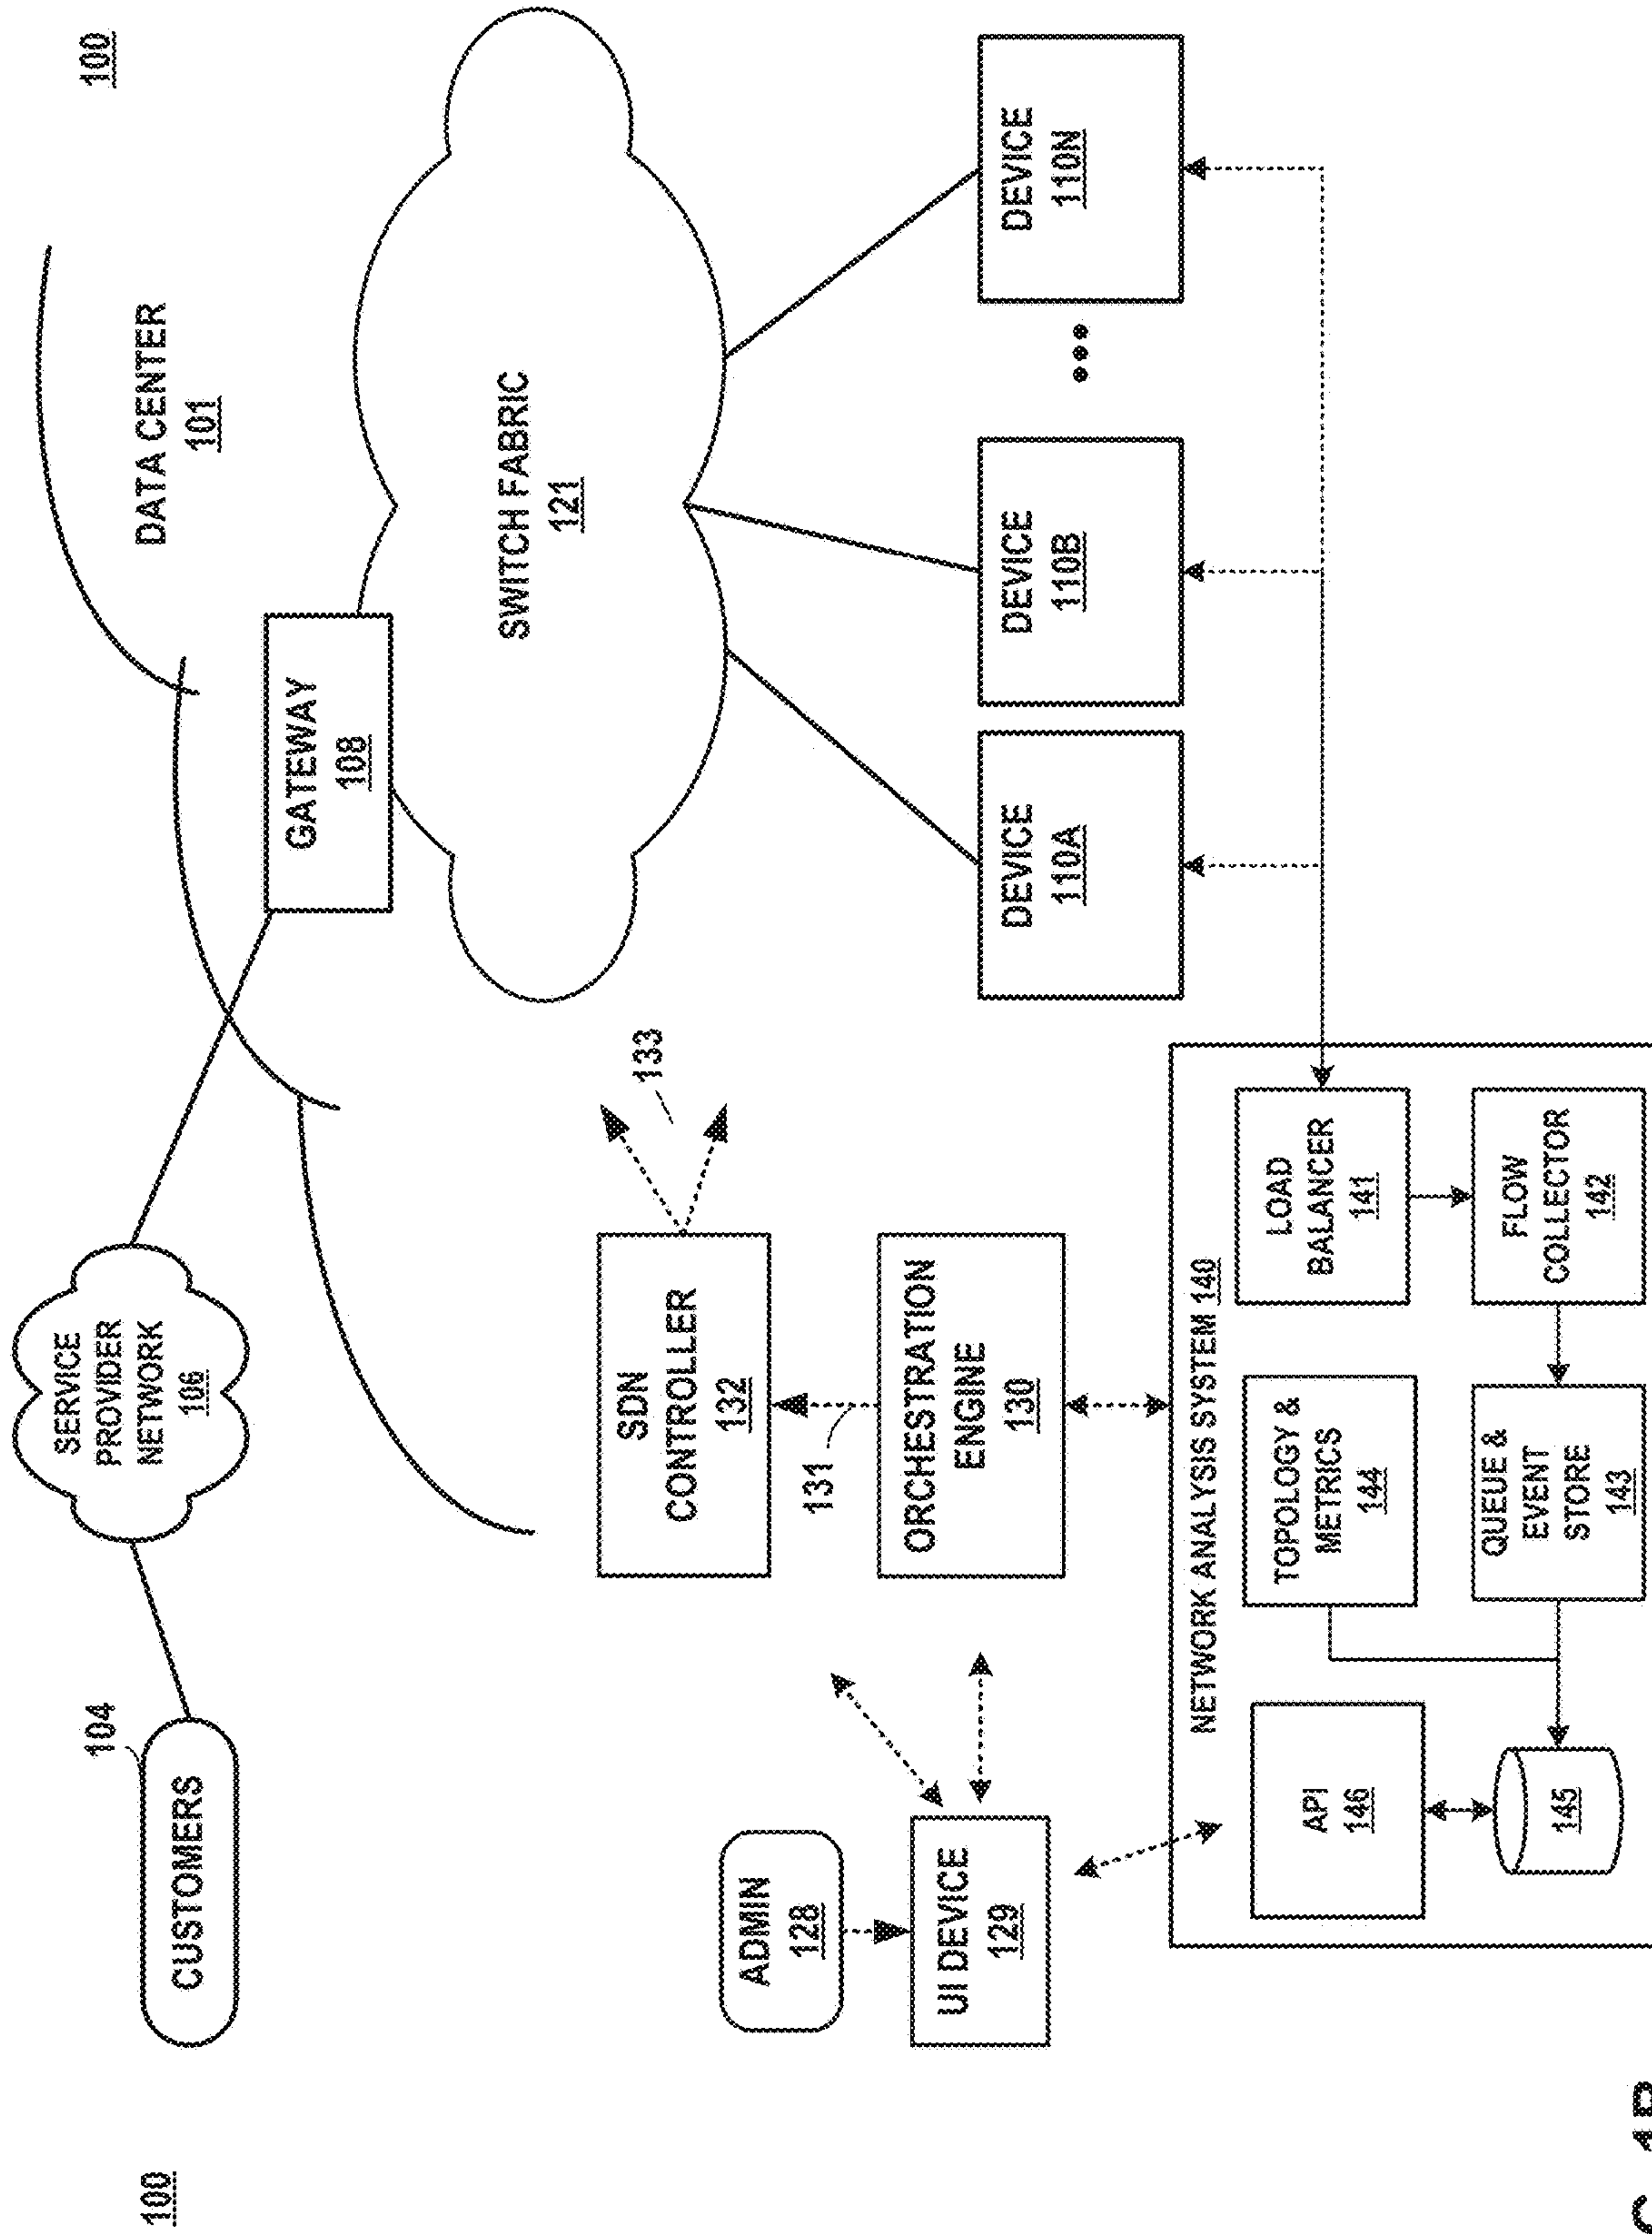 100
100
CUSTOMERS
104
SERVICE
PROVIDER
NETWORK
106
DATA CENTER
101
GATEWAY
108
SWITCH FABRIC
121
SDN
CONTROLLER
132
133
131
ADMIN
128
UI DEVICE
129
ORCHESTRATION
ENGINE
130
DEVICE
110A
DEVICE
110B
DEVICE
110N
NETWORK ANALYSIS SYSTEM 140
API
146
TOPOLOGY &
METRICS
144
LOAD
BALANCER
141
145
QUEUE &
EVENT
STORE
143
FLOW
COLLECTOR
142